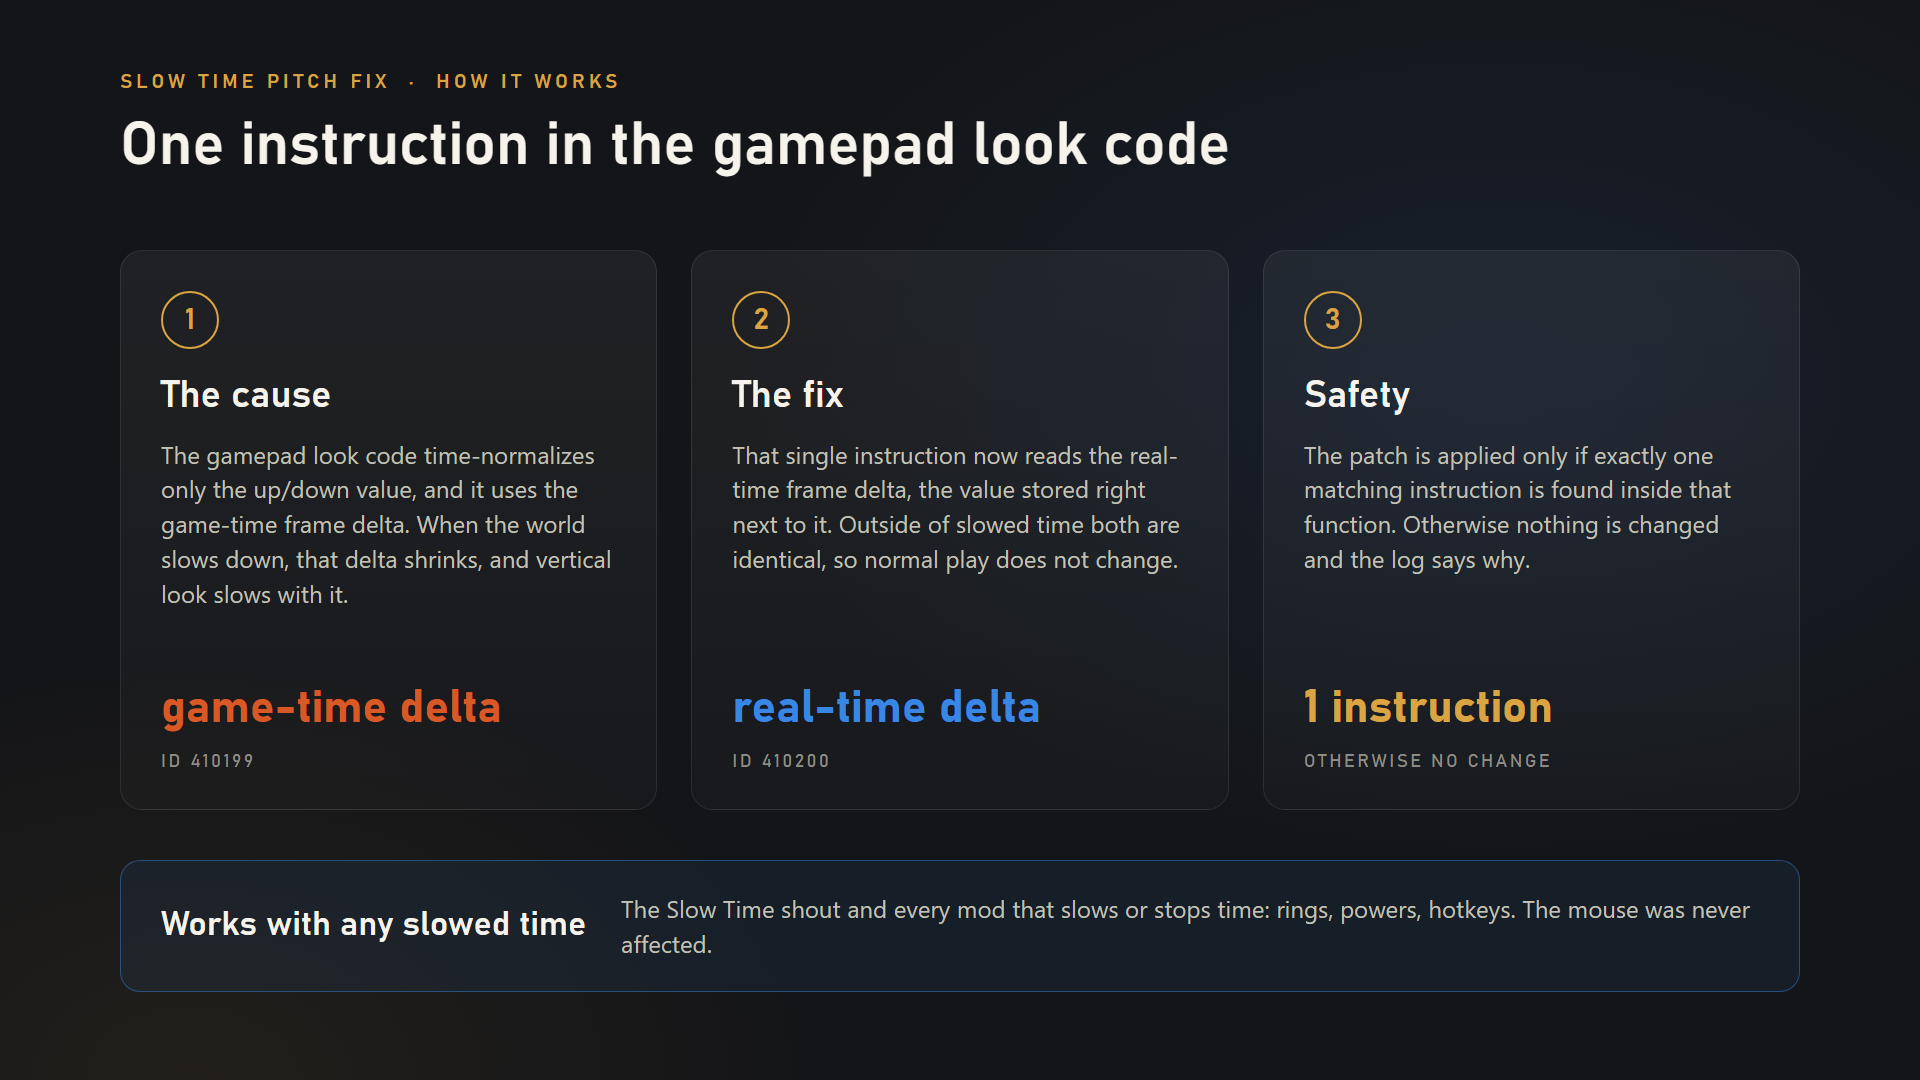 SLOW TIME PITCH FIX · HOW IT WORKS
One instruction in the gamepad look code
1
The cause
The gamepad look code time-normalizes
only the up/down value, and it uses the
game-time frame delta. When the world
slows down, that delta shrinks, and vertical
look slows with it.
game-time delta
ID 410199
2
The fix
That single instruction now reads the real-
time frame delta, the value stored right
next to it. Outside of slowed time both are
identical, so normal play does not change.
real-time delta
ID 410200
3
Safety
The patch is applied only if exactly one
matching instruction is found inside that
function. Otherwise nothing is changed
and the log says why.
1 instruction
OTHERWISE NO CHANGE
Works with any slowed time
The Slow Time shout and every mod that slows or stops time: rings, powers, hotkeys. The mouse was never
affected.